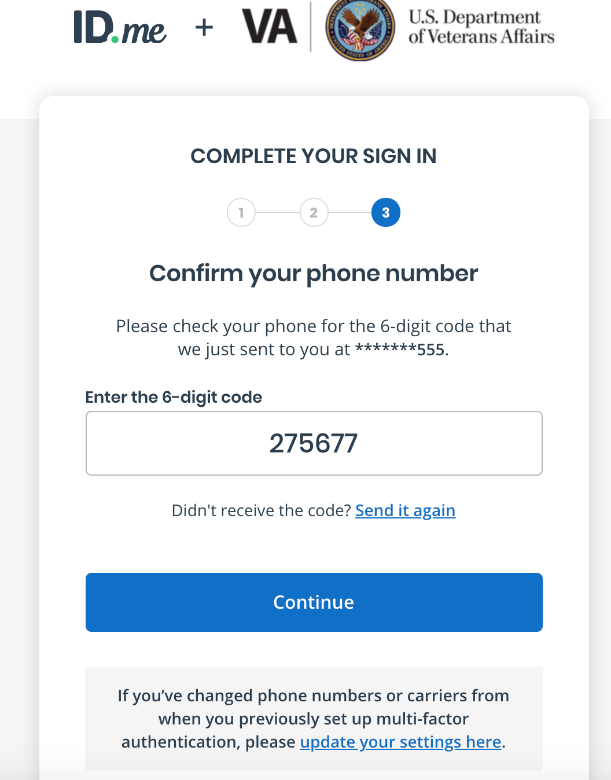 ID.me + VA U.S. Department
of Veterans Affairs
COMPLETE YOUR SIGN IN
1 2 3
Confirm your phone number
Please check your phone for the 6-digit code that
we just sent to you at *******555.
Enter the 6-digit code
275677
Didn't receive the code? Send it again
Continue
If you’ve changed phone numbers or carriers from
when you previously set up multi-factor
authentication, please update your settings here.